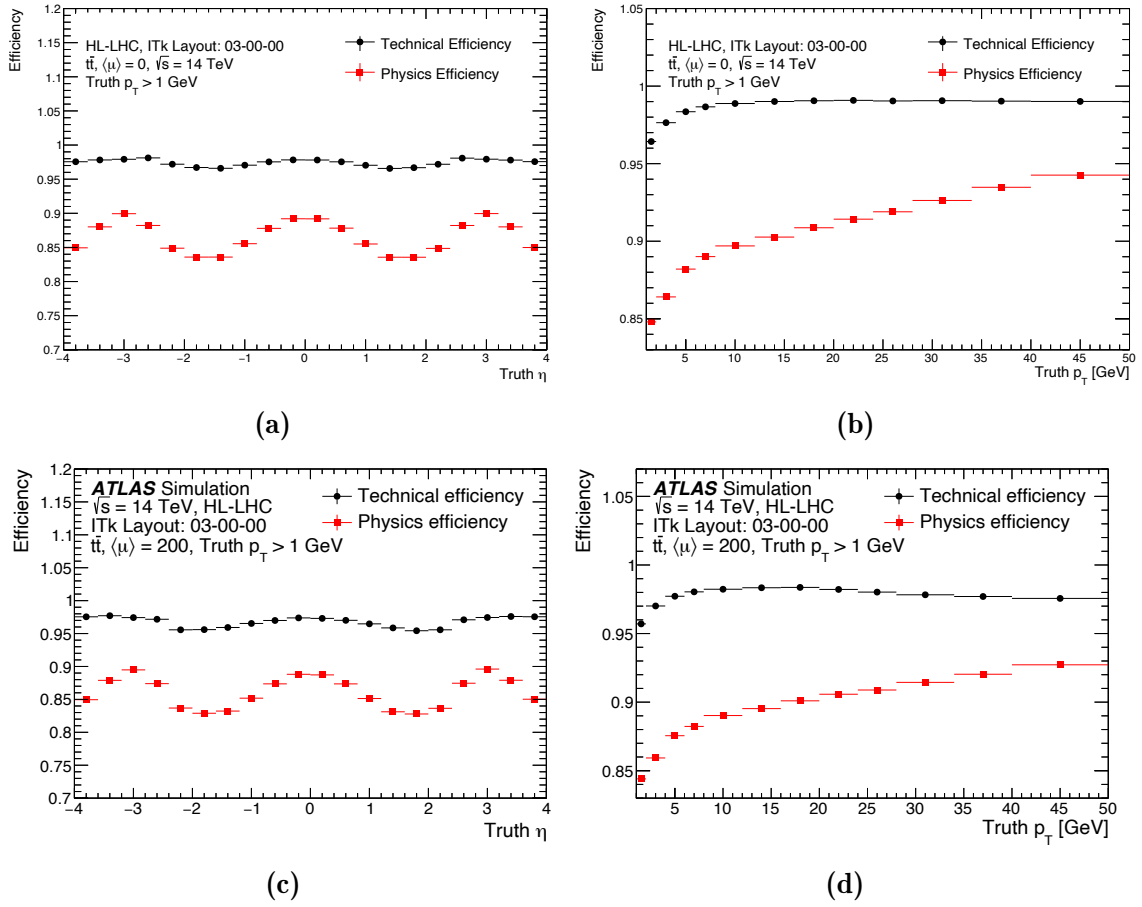 Efficiency
1.2
1.15
1.1
1.05
1
0.95
0.9
0.85
0.8
0.75
0.7
HL-LHC, ITk Layout: 03-00-00
tt̄, ⟨μ⟩ = 0, √s = 14 TeV
Truth p_T > 1 GeV
Technical Efficiency
Physics Efficiency
−4 −3 −2 −1 0 1 2 3 4
Truth η
(a)
Efficiency
1.05
1
0.95
0.9
0.85
HL-LHC, ITk Layout: 03-00-00
tt̄, ⟨μ⟩ = 0, √s = 14 TeV
Truth p_T > 1 GeV
Technical Efficiency
Physics Efficiency
5 10 15 20 25 30 35 40 45 50
Truth p_T [GeV]
(b)
Efficiency
1.2
1.15
1.1
1.05
1
0.95
0.9
0.85
0.8
0.75
0.7
ATLAS Simulation
√s = 14 TeV, HL-LHC
ITk Layout: 03-00-00
tt̄, ⟨μ⟩ = 200, Truth p_T > 1 GeV
Technical efficiency
Physics efficiency
−4 −3 −2 −1 0 1 2 3 4
Truth η
(c)
Efficiency
1.05
1
0.95
0.9
0.85
ATLAS Simulation
√s = 14 TeV, HL-LHC
ITk Layout: 03-00-00
tt̄, ⟨μ⟩ = 200, Truth p_T > 1 GeV
Technical efficiency
Physics efficiency
5 10 15 20 25 30 35 40 45 50
Truth p_T [GeV]
(d)